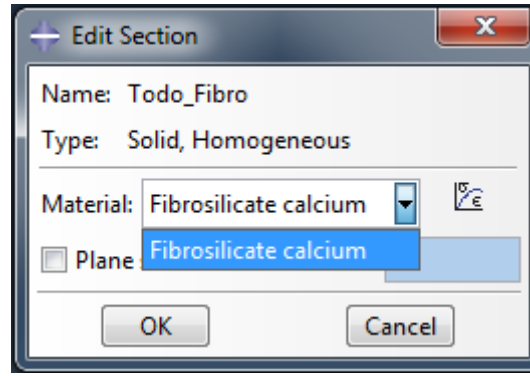 Edit Section
Name: Todo_Fibro
Type: Solid, Homogeneous
Material: Fibrosilicate calcium
Fibrosilicate calcium
Plane
OK Cancel